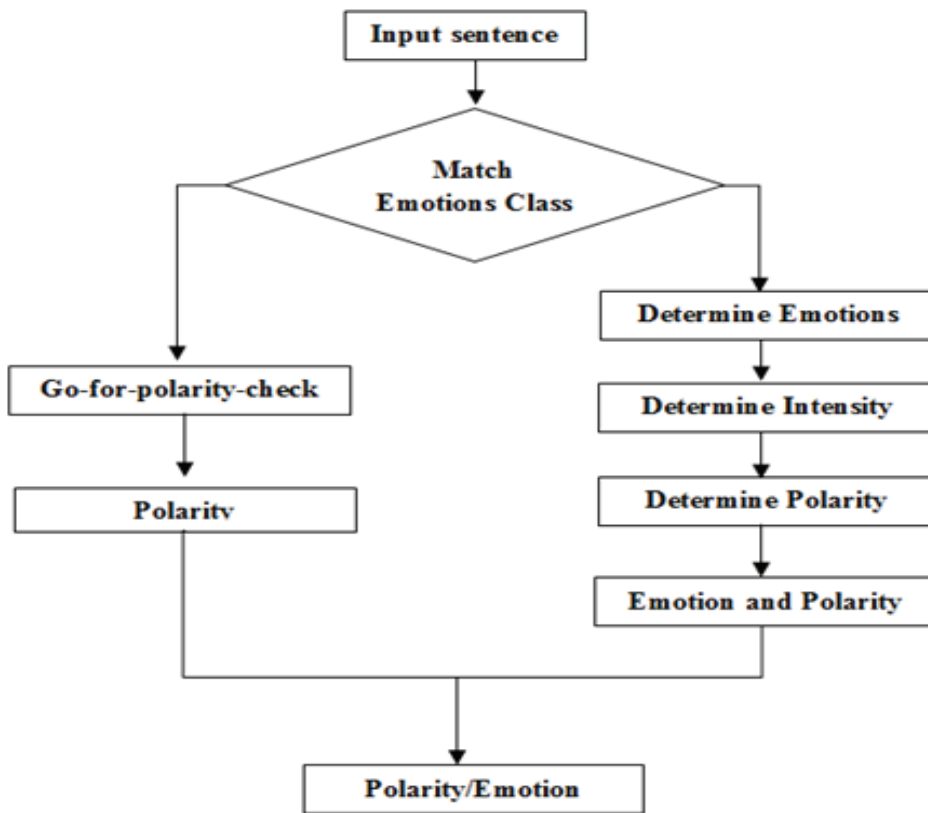 Input sentence
Match
Emotions Class
Determine Emotions
Go-for-polarity-check
Determine Intensity
Polarity
Determine Polarity
Emotion and Polarity
Polarity/Emotion